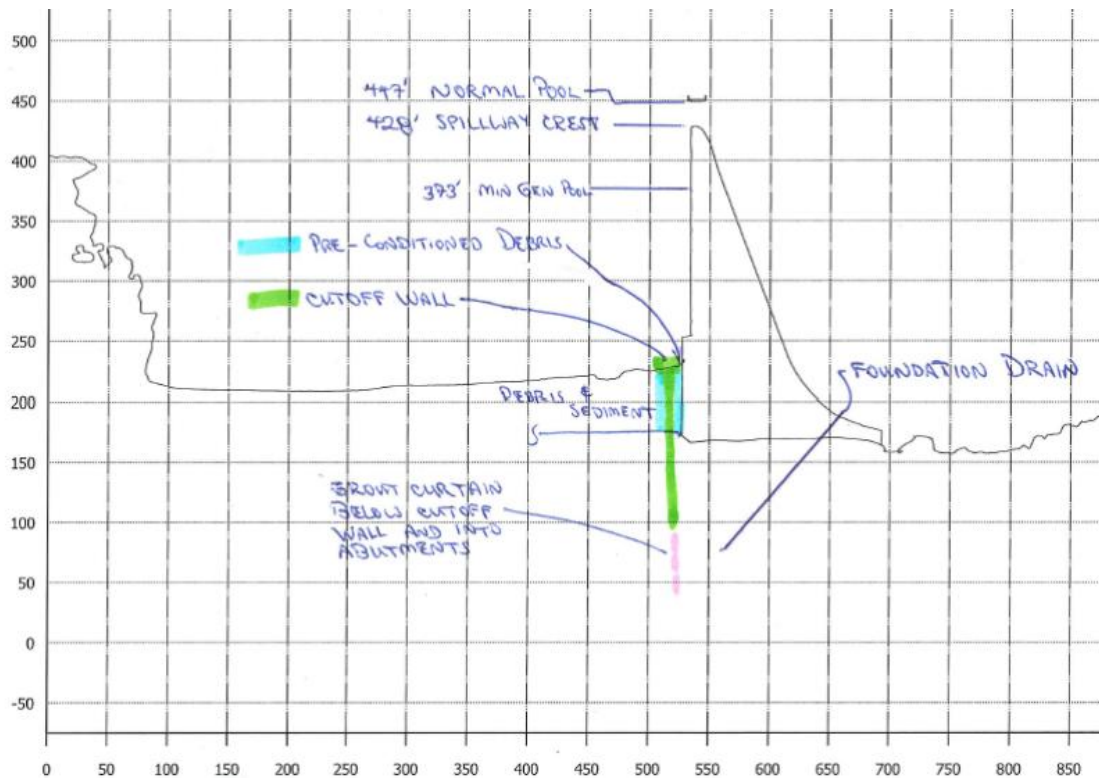 500
450
400
350
300
250
200
150
100
50
0
-50
447' NORMAL POOL
428' SPILLWAY CREST
373' MIN GEN POOL
PRE-CONDITIONED DEBRIS
CUTOFF WALL
DEBRIS &
SEDIMENT
FOUNDATION DRAIN
GROUT CURTAIN
BELOW CUTOFF
WALL AND INTO
ABUTMENTS
0 50 100 150 200 250 300 350 400 450 500 550 600 650 700 750 800 850